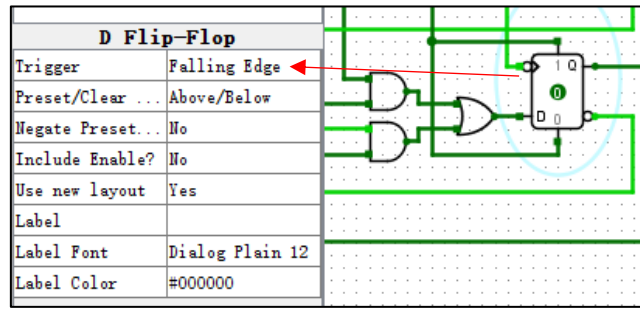 D Flip-Flop
Trigger Falling Edge
Preset/Clear ... Above/Below
Negate Preset... No
Include Enable? No
Use new layout Yes
Label
Label Font Dialog Plain 12
Label Color #000000
1 Q
0
D 0